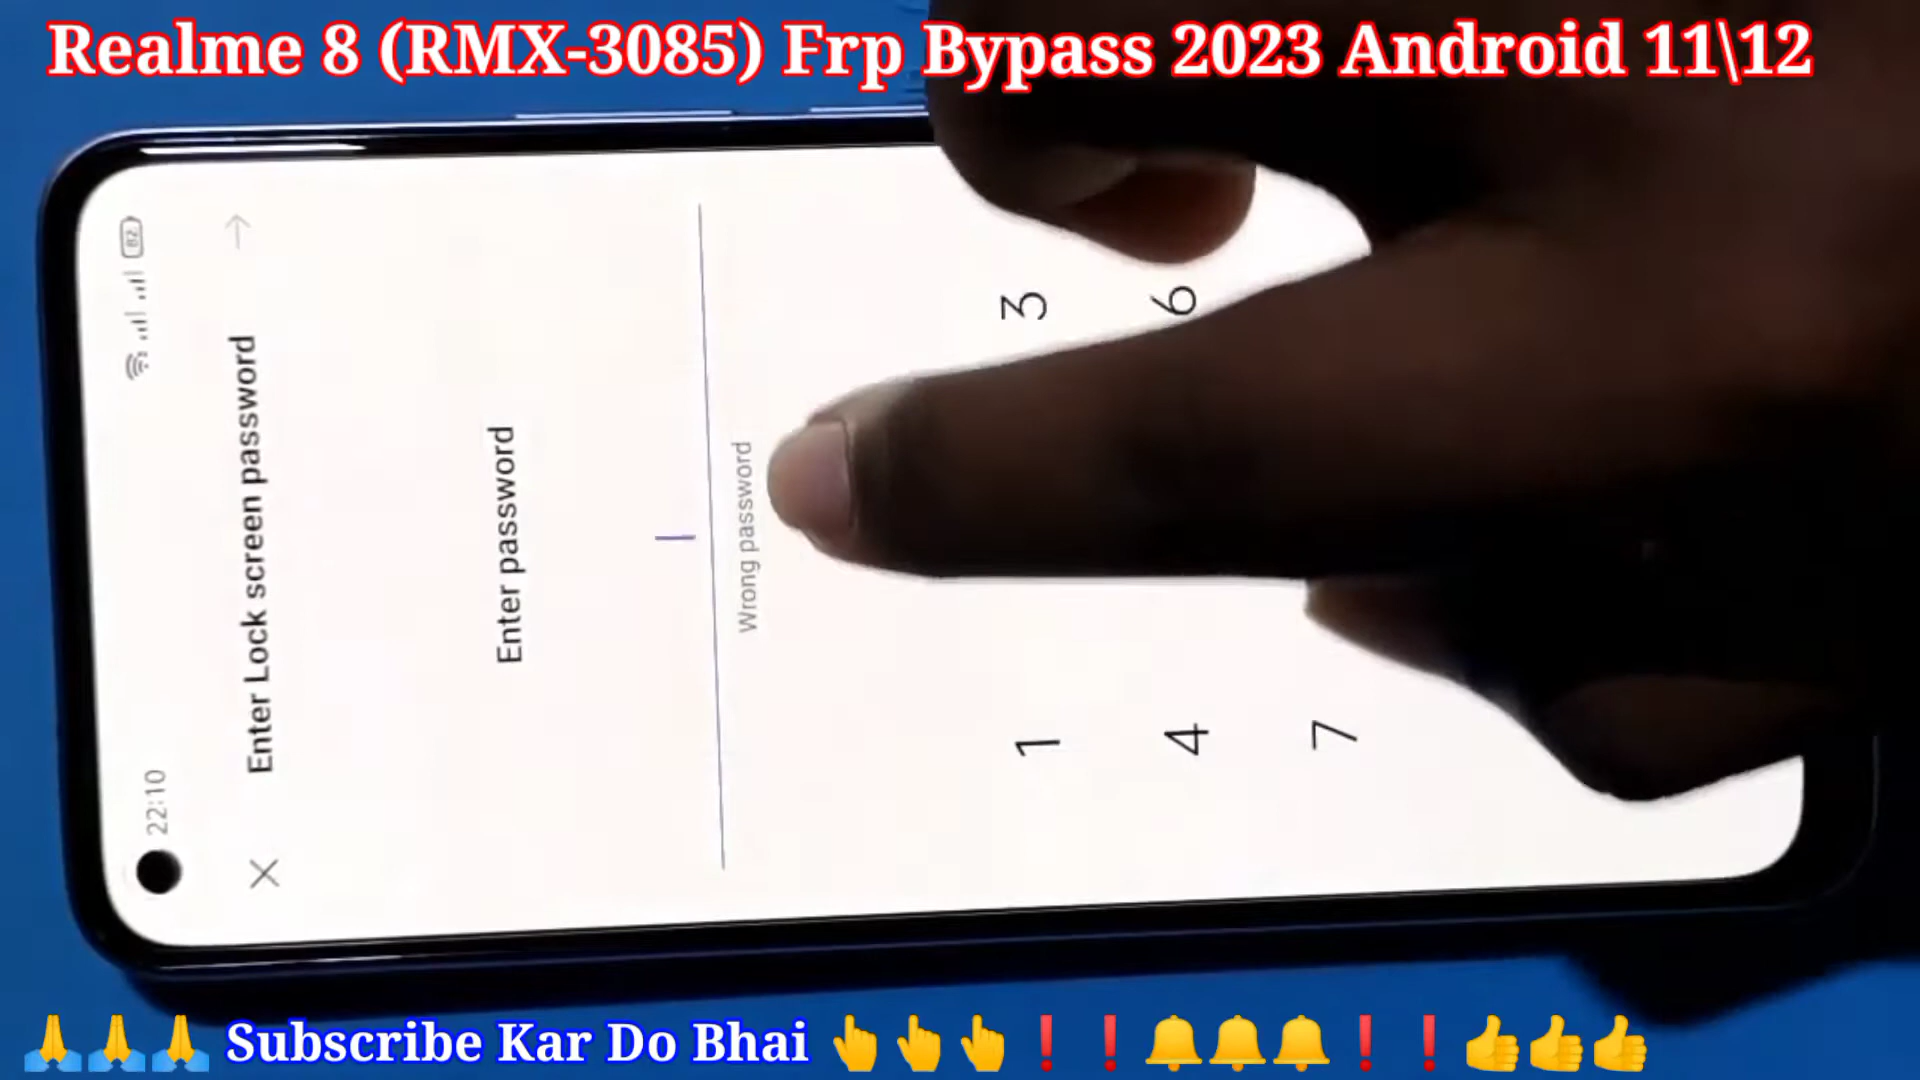 Realme 8 (RMX-3085) Frp Bypass 2023 Android 11\12
22:10
82
Enter Lock screen password
Enter password
Wrong password
1 3
4 6
7
🙏🙏🙏 Subscribe Kar Do Bhai 👆👆👆❗❗🔔🔔🔔❗❗👍👍👍